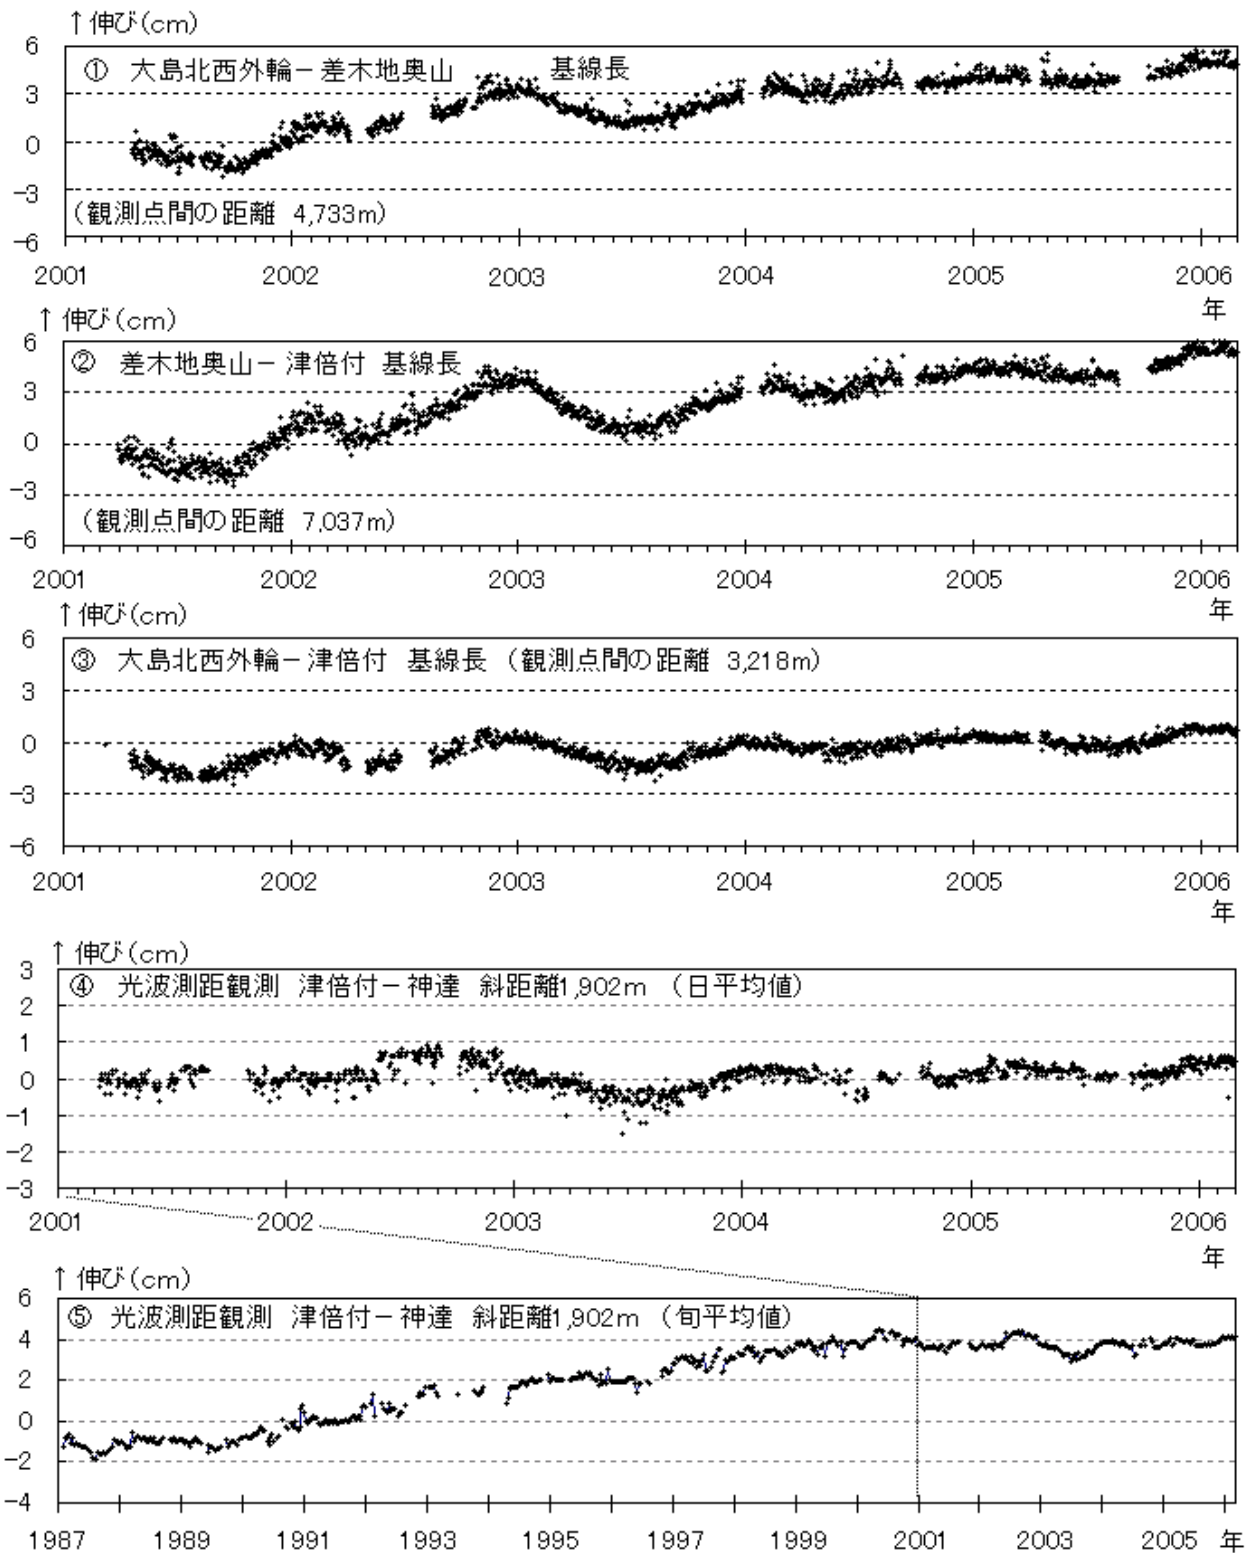 ↑伸び(cm)
① 大島北西外輪－差木地奥山 基線長
6
3
0
-3
-6
(観測点間の距離 4,733m)
2001 2002 2003 2004 2005 2006
年
↑伸び(cm)
② 差木地奥山－津倍付 基線長
6
3
0
-3
-6
(観測点間の距離 7,037m)
2001 2002 2003 2004 2005 2006
年
↑伸び(cm)
③ 大島北西外輪－津倍付 基線長 (観測点間の距離 3,218m)
6
3
0
-3
-6
2001 2002 2003 2004 2005 2006
年
↑伸び(cm)
④ 光波測距観測 津倍付－神達 斜距離1,902m (日平均値)
3
2
1
0
-1
-2
-3
2001 2002 2003 2004 2005 2006
年
↑伸び(cm)
⑤ 光波測距観測 津倍付－神達 斜距離1,902m (旬平均値)
6
4
2
0
-2
-4
1987 1989 1991 1993 1995 1997 1999 2001 2003 2005 年